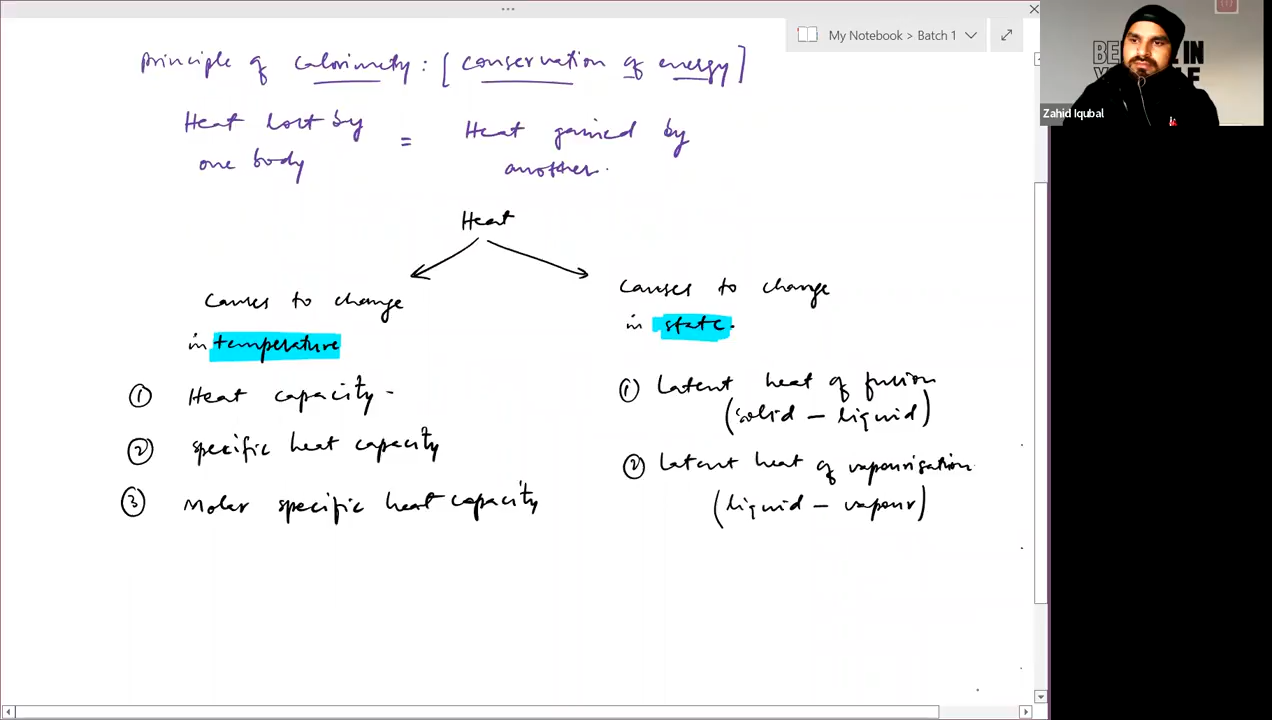 My Notebook > Batch 1
Principle of Calorimety: [conservation of energy]
Heat lost by
one body
=
Heat gained by
another.
Heat
Causes to change
in temperature
Causes to change
in state.
① Heat capacity -
② specific heat capacity
③ Molar specific heat capacity
① Latent heat of fusion
(solid - liquid)
② Latent heat of vapourisation
(liquid - vapour)
BE
IN
Zahid Iqubal